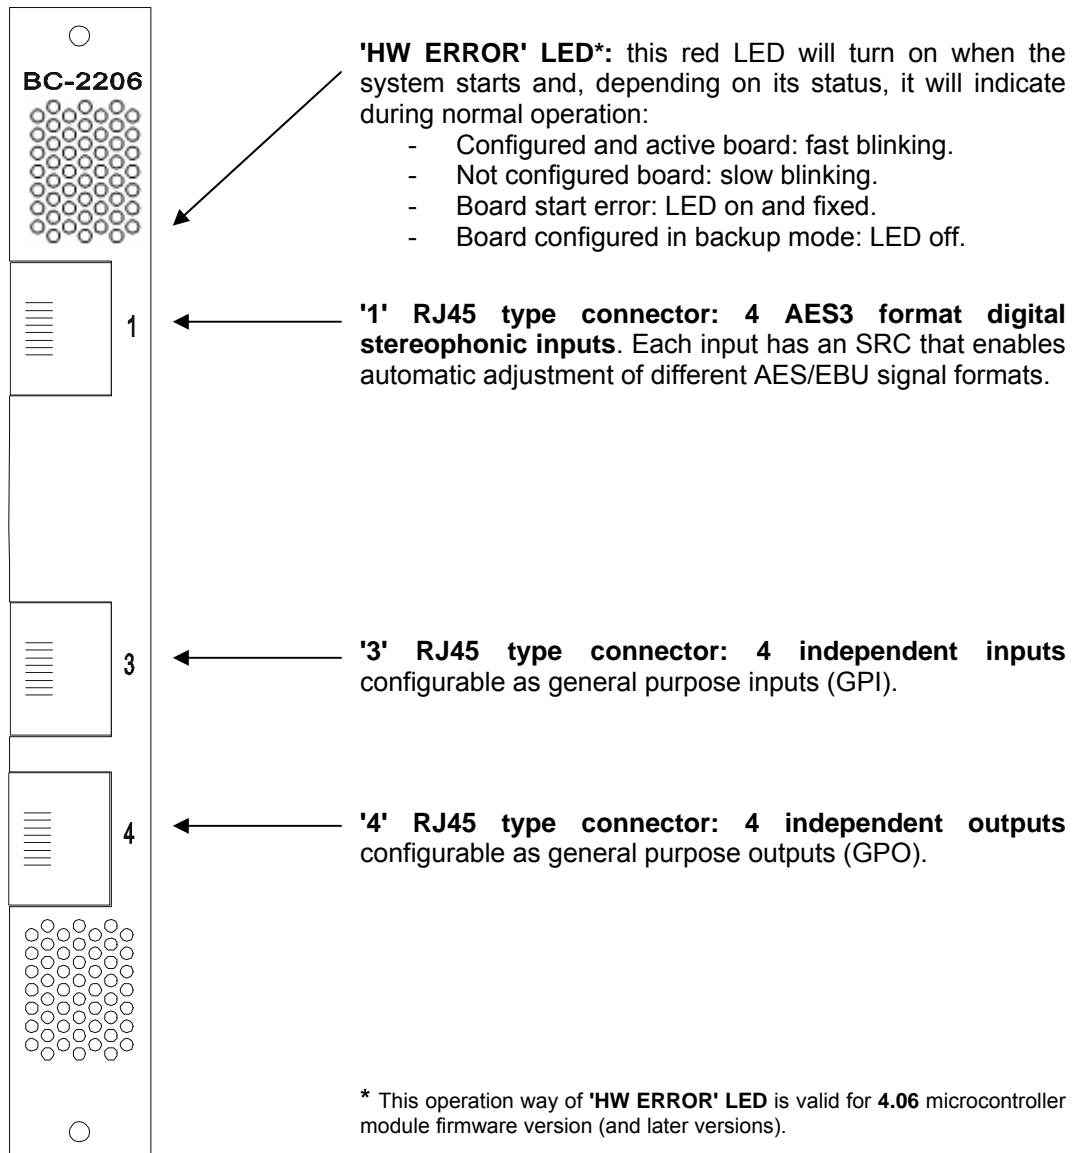 BC-2206
'HW ERROR' LED*: this red LED will turn on when the
system starts and, depending on its status, it will indicate
during normal operation:
- Configured and active board: fast blinking.
- Not configured board: slow blinking.
- Board start error: LED on and fixed.
- Board configured in backup mode: LED off.
1
'1' RJ45 type connector: 4 AES3 format digital
stereophonic inputs. Each input has an SRC that enables
automatic adjustment of different AES/EBU signal formats.
3
'3' RJ45 type connector: 4 independent inputs
configurable as general purpose inputs (GPI).
4
'4' RJ45 type connector: 4 independent outputs
configurable as general purpose outputs (GPO).
* This operation way of 'HW ERROR' LED is valid for 4.06 microcontroller
module firmware version (and later versions).